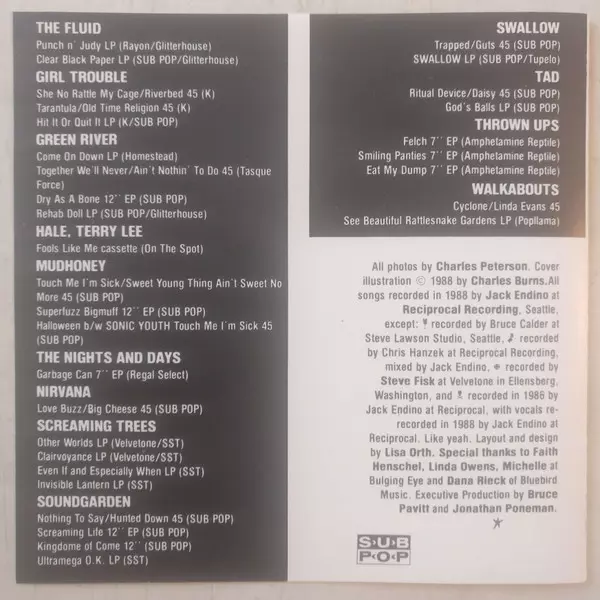 THE FLUID
Punch n' Judy LP (Rayon/Glitterhouse)
Clear Black Paper LP (SUB POP/Glitterhouse)
GIRL TROUBLE
She No Rattle My Cage/Riverbed 45 (K)
Tarantula/Old Time Religion 45 (K)
Hit It Or Quit It LP (K/SUB POP)
GREEN RIVER
Come On Down LP (Homestead)
Together We'll Never/Ain't Nothin' To Do 45 (Tasque
Force)
Dry As A Bone 12'' EP (SUB POP)
Rehab Doll LP (SUB POP/Glitterhouse)
HALE, TERRY LEE
Fools Like Me cassette (On The Spot)
MUDHONEY
Touch Me I'm Sick/Sweet Young Thing Ain't Sweet No
More 45 (SUB POP)
Superfuzz Bigmuff 12'' EP (SUB POP)
Halloween b/w SONIC YOUTH Touch Me I'm Sick 45
(SUB POP)
THE NIGHTS AND DAYS
Garbage Can 7'' EP (Regal Select)
NIRVANA
Love Buzz/Big Cheese 45 (SUB POP)
SCREAMING TREES
Other Worlds LP (Velvetone/SST)
Clairvoyance LP (Velvetone/SST)
Even If and Especially When LP (SST)
Invisible Lantern LP (SST)
SOUNDGARDEN
Nothing To Say/Hunted Down 45 (SUB POP)
Screaming Life 12'' EP (SUB POP)
Kingdome of Come 12'' (SUB POP)
Ultramega O.K. LP (SST)
SWALLOW
Trapped/Guts 45 (SUB POP)
SWALLOW LP (SUB POP/Tupelo)
TAD
Ritual Device/Daisy 45 (SUB POP)
God's Balls LP (SUB POP)
THROWN UPS
Felch 7'' EP (Amphetamine Reptile)
Smiling Panties 7'' EP (Amphetamine Reptile)
Eat My Dump 7'' EP (Amphetamine Reptile)
WALKABOUTS
Cyclone/Linda Evans 45
See Beautiful Rattlesnake Gardens LP (Popllama)
All photos by Charles Peterson. Cover
illustration © 1988 by Charles Burns.All
songs recorded in 1988 by Jack Endino at
Reciprocal Recording, Seattle,
except: recorded by Bruce Calder at
Steve Lawson Studio, Seattle, ♪ recorded
by Chris Hanzek at Reciprocal Recording,
mixed by Jack Endino, recorded by
Steve Fisk at Velvetone in Ellensberg,
Washington, and recorded in 1986
by Jack Endino at Reciprocal, with vocals re-
recorded in 1988 by Jack Endino at
Reciprocal. Like yeah. Layout and design
by Lisa Orth. Special thanks to Faith
Henschel, Linda Owens, Michelle at
Bulging Eye and Dana Rieck of Bluebird
Music. Executive Production by Bruce
Pavitt and Jonathan Poneman.
S·U·B
P·O·P